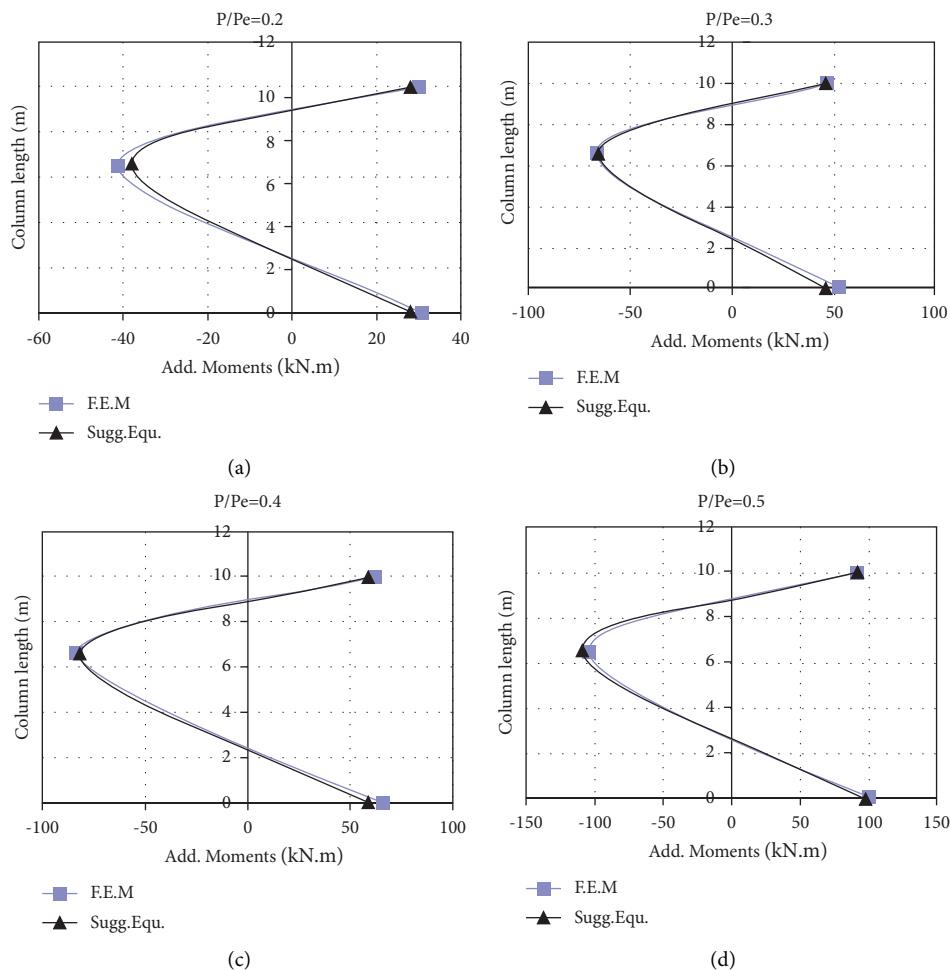 P/Pe=0.2
Column length (m)
12
10
8
6
4
2
0
-60 -40 -20 0 20 40
Add. Moments (kN.m)
F.E.M
Sugg.Equ.
(a)
P/Pe=0.3
Column length (m)
12
10
8
6
4
2
0
-100 -50 0 50 100
Add. Moments (kN.m)
F.E.M
Sugg.Equ.
(b)
P/Pe=0.4
Column length (m)
12
10
8
6
4
2
0
-100 -50 0 50 100
Add. Moments (kN.m)
F.E.M
Sugg.Equ.
(c)
P/Pe=0.5
Column length (m)
12
10
8
6
4
2
0
-150 -100 -50 0 50 100 150
Add. Moments (kN.m)
F.E.M
Sugg.Equ.
(d)